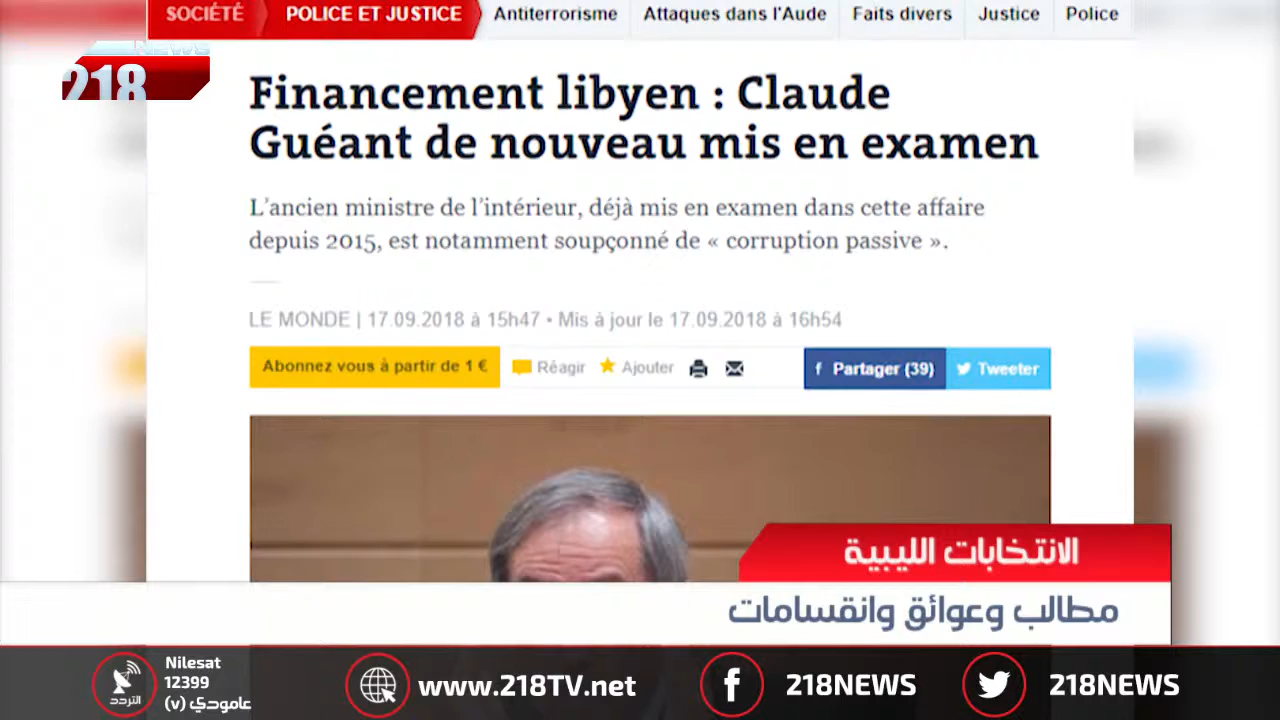 SOCIÉTÉ POLICE ET JUSTICE Antiterrorisme Attaques dans l'Aude Faits divers Justice Police
NEWS
218
Financement libyen : Claude
Guéant de nouveau mis en examen
L'ancien ministre de l'intérieur, déjà mis en examen dans cette affaire
depuis 2015, est notamment soupçonné de « corruption passive ».
LE MONDE | 17.09.2018 à 15h47 • Mis à jour le 17.09.2018 à 16h54
Abonnez vous à partir de 1 € Réagir Ajouter f Partager (39) Tweeter
الانتخابات الليبية
مطالب وعوائق وانقسامات
Nilesat
12399
عامودي (v)
التردد
www.218TV.net
218NEWS
218NEWS